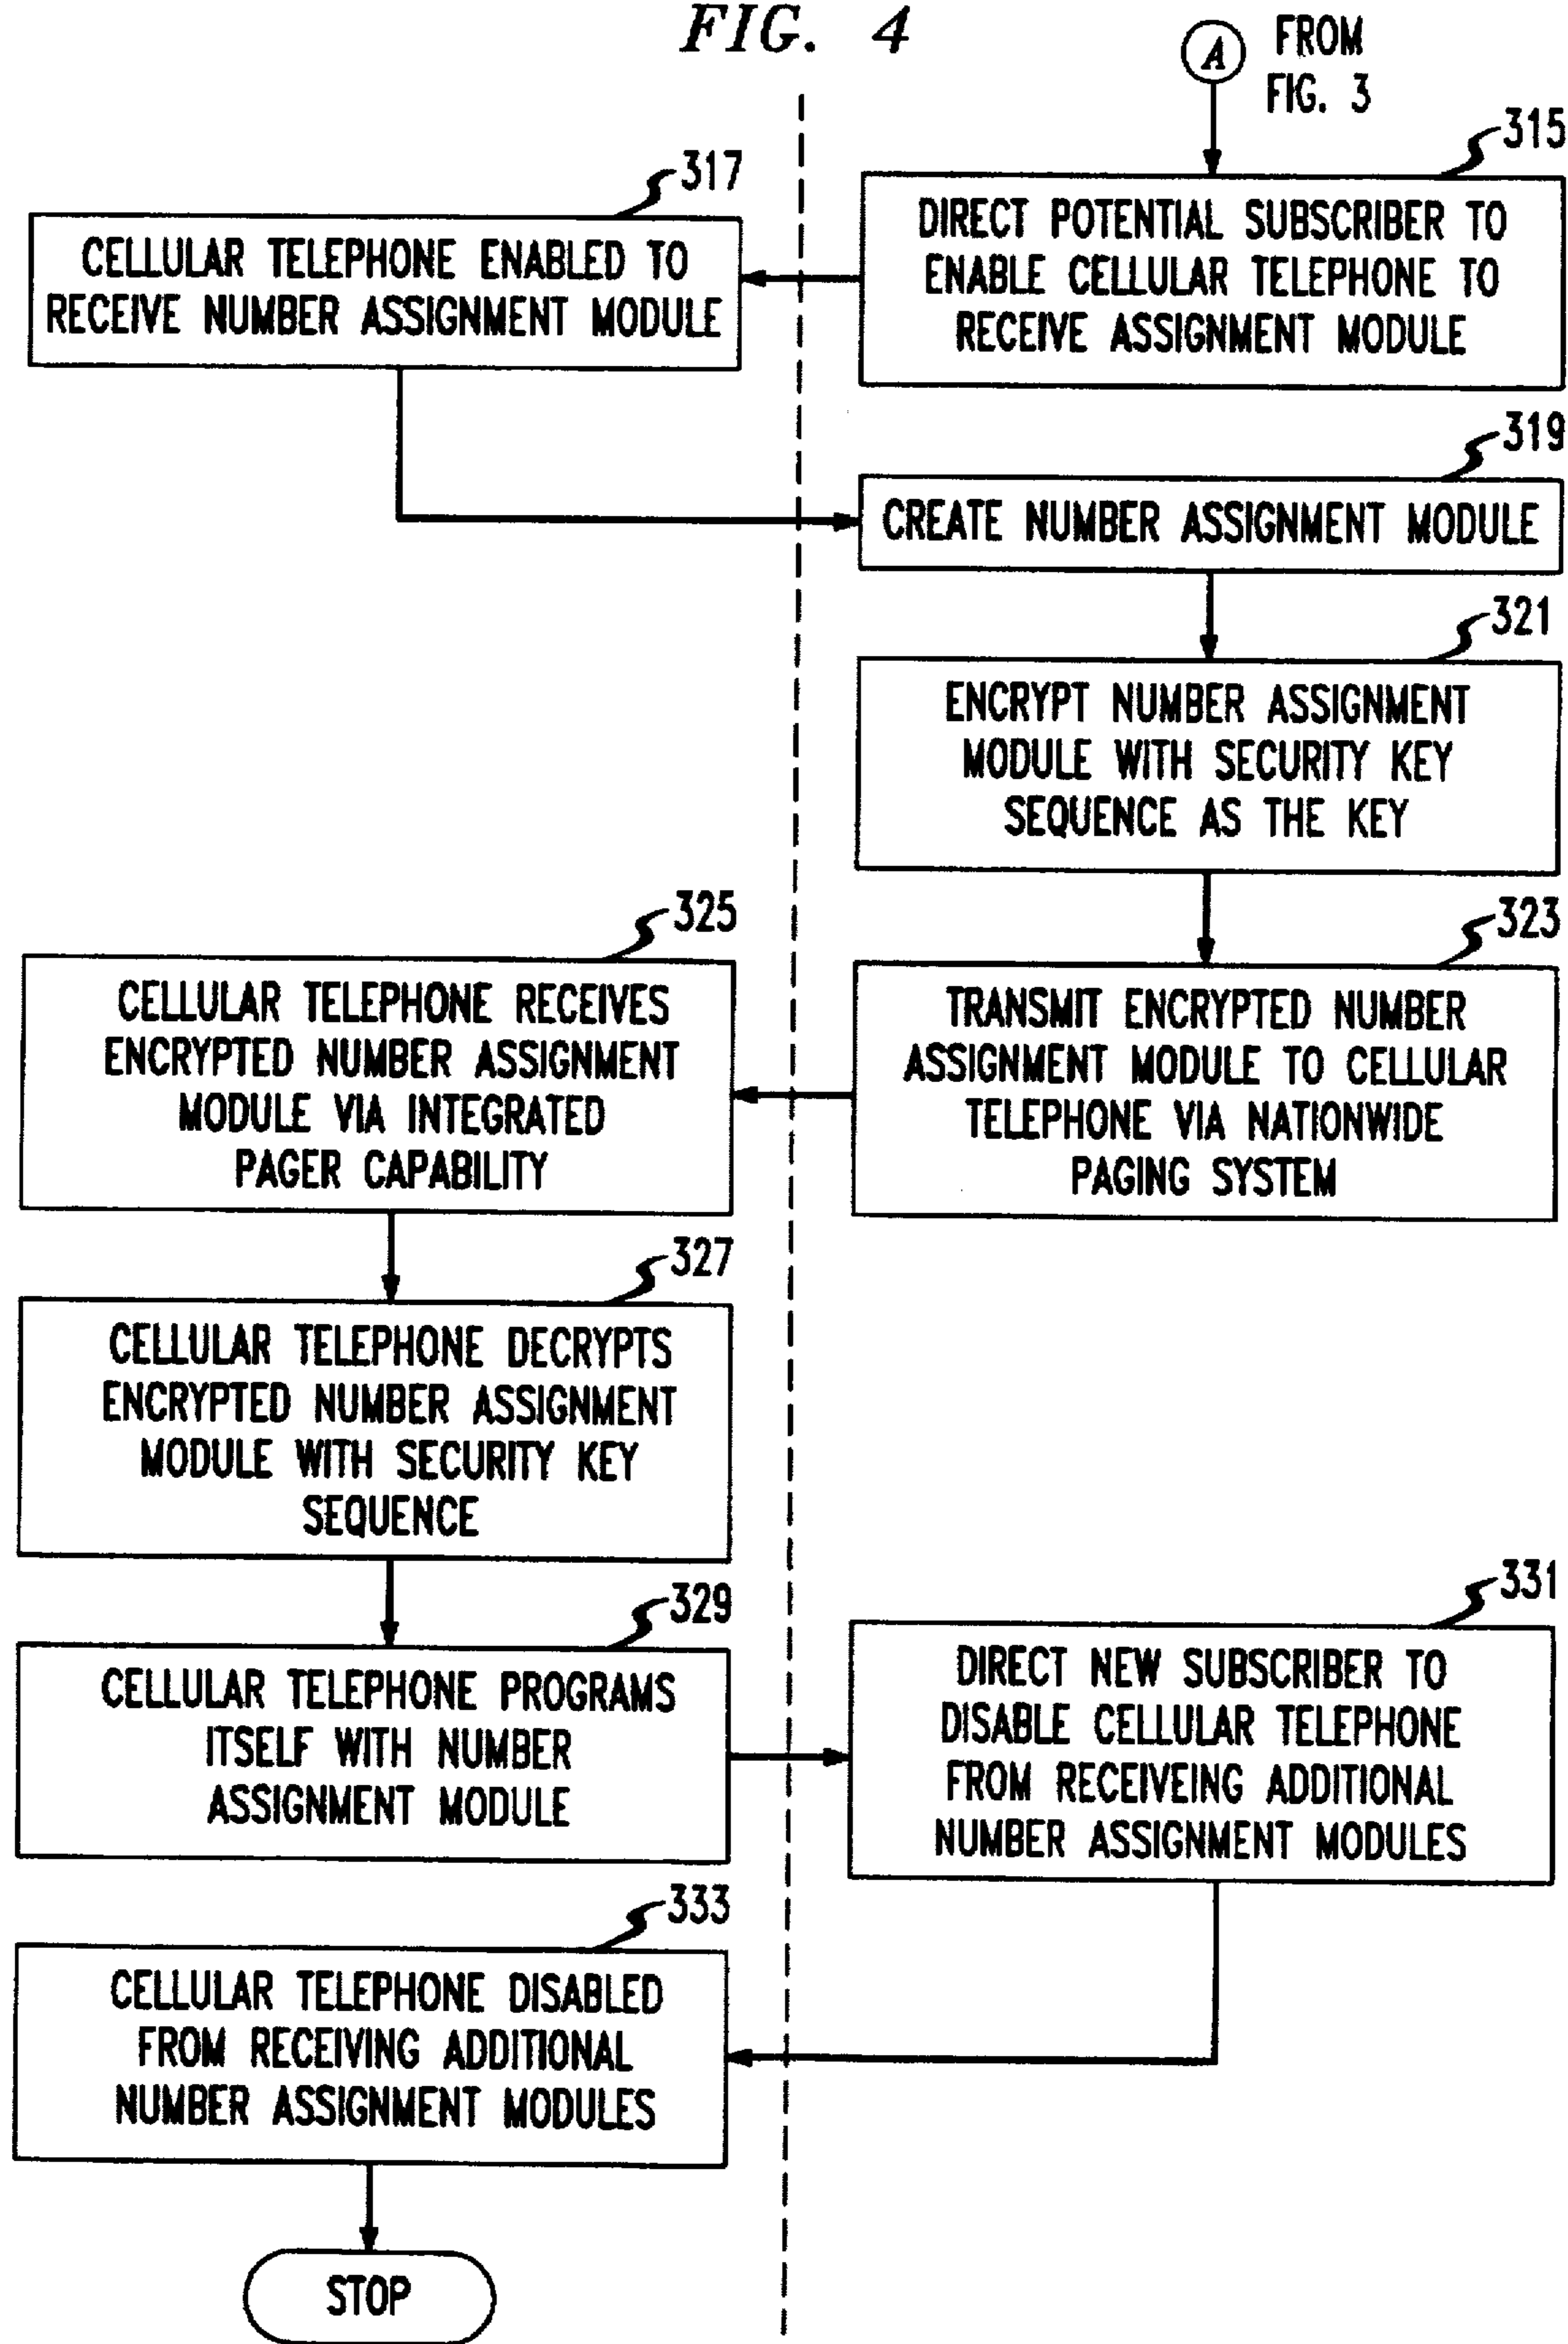 FIG. 4
A
FROM
FIG. 3
315
DIRECT POTENTIAL SUBSCRIBER TO
ENABLE CELLULAR TELEPHONE TO
RECEIVE ASSIGNMENT MODULE
317
CELLULAR TELEPHONE ENABLED TO
RECEIVE NUMBER ASSIGNMENT MODULE
319
CREATE NUMBER ASSIGNMENT MODULE
321
ENCRYPT NUMBER ASSIGNMENT
MODULE WITH SECURITY KEY
SEQUENCE AS THE KEY
323
TRANSMIT ENCRYPTED NUMBER
ASSIGNMENT MODULE TO CELLULAR
TELEPHONE VIA NATIONWIDE
PAGING SYSTEM
325
CELLULAR TELEPHONE RECEIVES
ENCRYPTED NUMBER ASSIGNMENT
MODULE VIA INTEGRATED
PAGER CAPABILITY
327
CELLULAR TELEPHONE DECRYPTS
ENCRYPTED NUMBER ASSIGNMENT
MODULE WITH SECURITY KEY
SEQUENCE
329
CELLULAR TELEPHONE PROGRAMS
ITSELF WITH NUMBER
ASSIGNMENT MODULE
331
DIRECT NEW SUBSCRIBER TO
DISABLE CELLULAR TELEPHONE
FROM RECEIVEING ADDITIONAL
NUMBER ASSIGNMENT MODULES
333
CELLULAR TELEPHONE DISABLED
FROM RECEIVING ADDITIONAL
NUMBER ASSIGNMENT MODULES
STOP